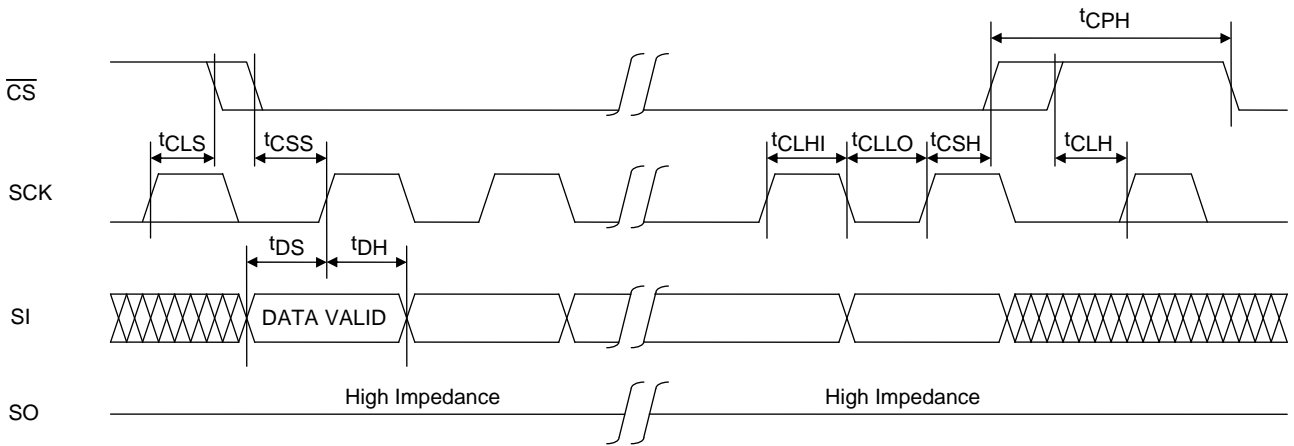 tCPH
CS
tCLS
tCSS
tCLHI
tCLLO
tCSH
tCLH
SCK
tDS
tDH
SI
DATA VALID
High Impedance
High Impedance
SO